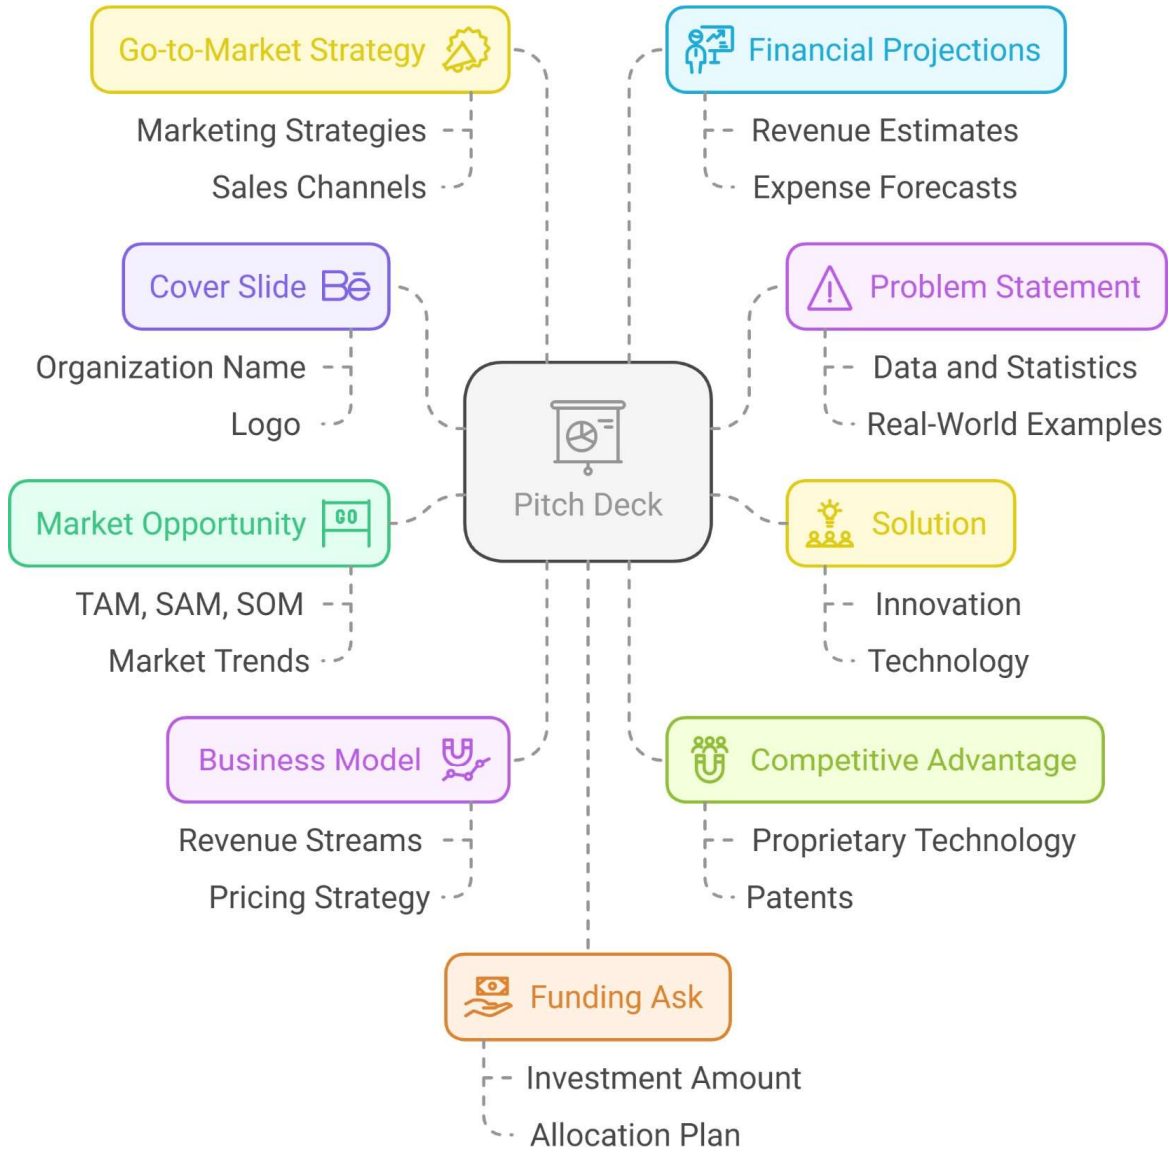 Go-to-Market Strategy
Marketing Strategies
Sales Channels
Financial Projections
Revenue Estimates
Expense Forecasts
Cover Slide Bē
Organization Name
Logo
Problem Statement
Data and Statistics
Real-World Examples
Pitch Deck
Market Opportunity GO
TAM, SAM, SOM
Market Trends
Solution
Innovation
Technology
Business Model
Revenue Streams
Pricing Strategy
Competitive Advantage
Proprietary Technology
Patents
Funding Ask
Investment Amount
Allocation Plan